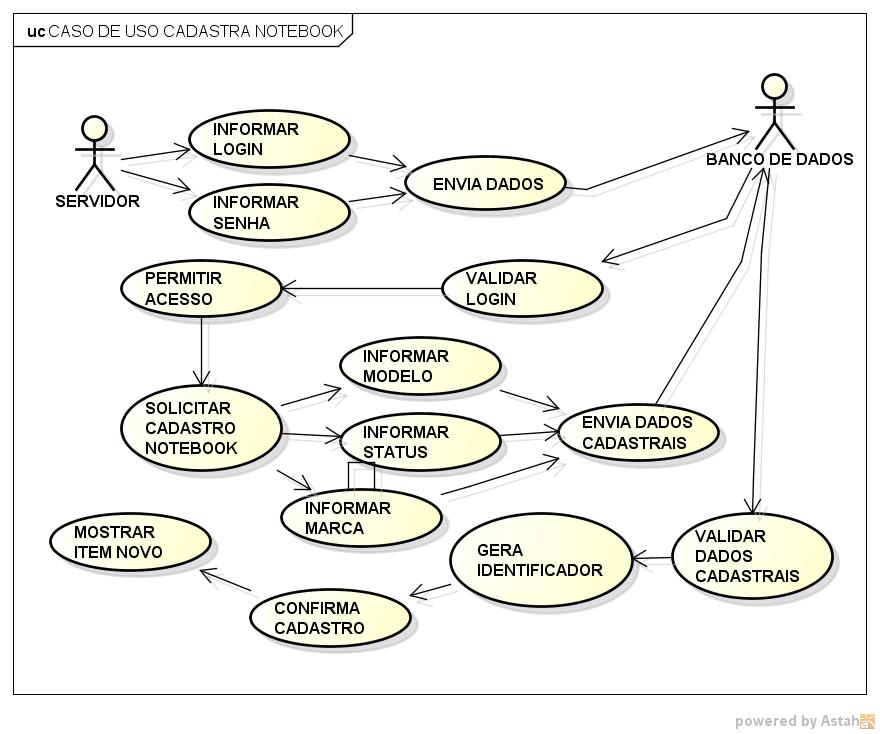 uc CASO DE USO CADASTRA NOTEBOOK
SERVIDOR
INFORMAR
LOGIN
INFORMAR
SENHA
ENVIA DADOS
BANCO DE DADOS
PERMITIR
ACESSO
VALIDAR
LOGIN
SOLICITAR
CADASTRO
NOTEBOOK
INFORMAR
MODELO
INFORMAR
STATUS
INFORMAR
MARCA
ENVIA DADOS
CADASTRAIS
MOSTRAR
ITEM NOVO
CONFIRMA
CADASTRO
GERA
IDENTIFICADOR
VALIDAR
DADOS
CADASTRAIS
powered by Astah